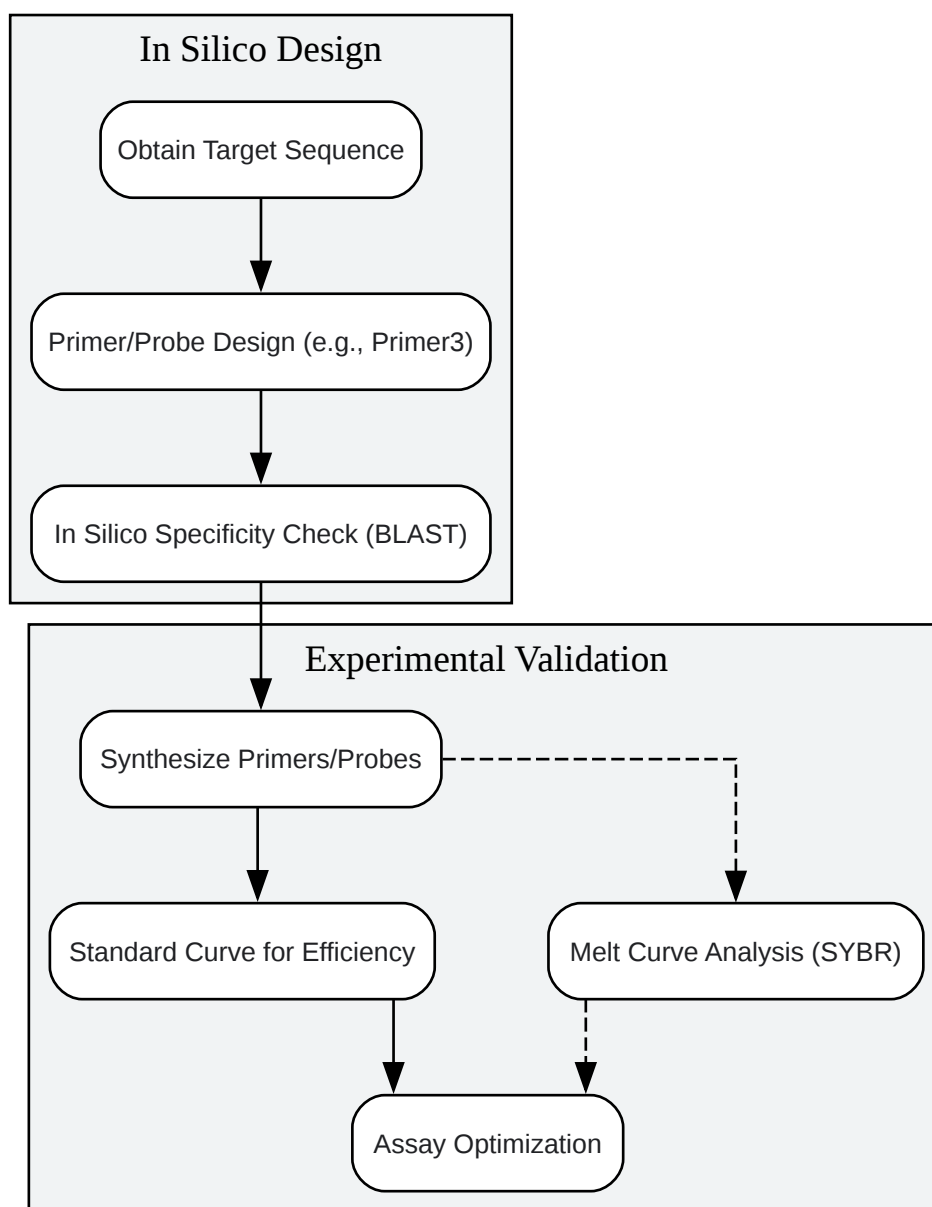 In Silico Design
Obtain Target Sequence
Primer/Probe Design (e.g., Primer3)
In Silico Specificity Check (BLAST)
Experimental Validation
Synthesize Primers/Probes
Standard Curve for Efficiency
Melt Curve Analysis (SYBR)
Assay Optimization